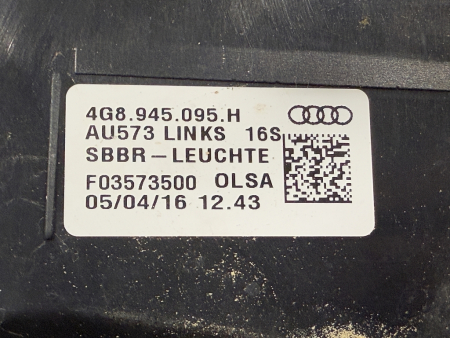 4G8.945.095.H
AU573 LINKS 16S
SBBR-LEUCHTE
F03573500 OLSA
05/04/16 12.43